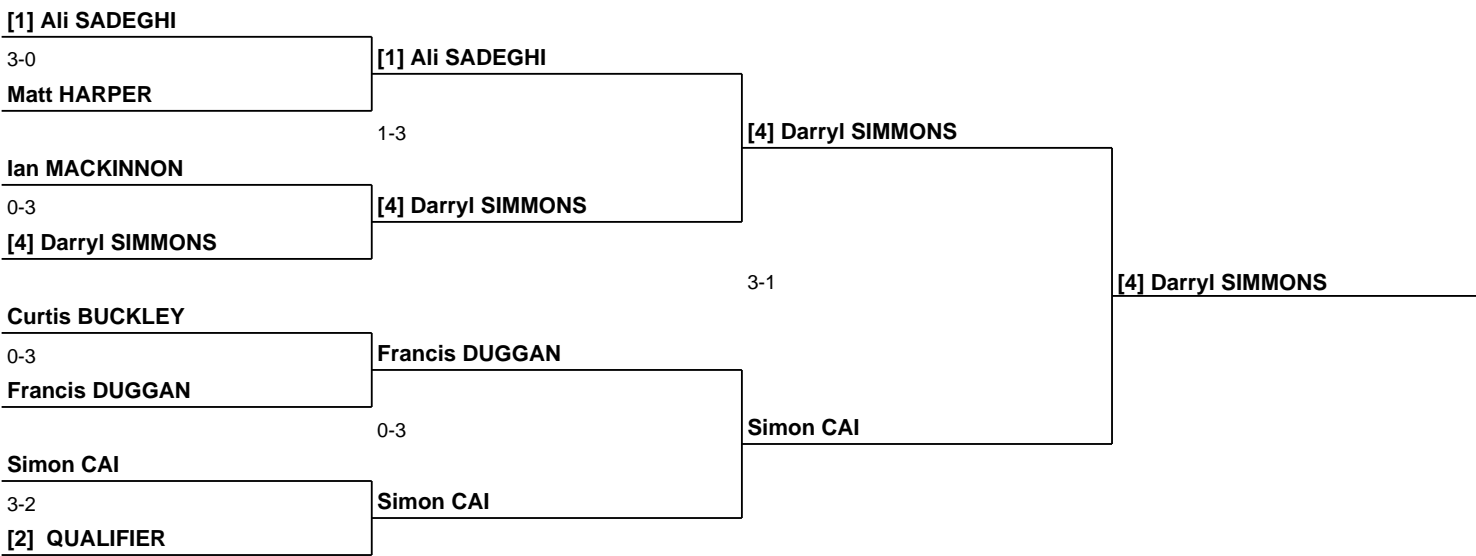 [1] Ali SADEGHI
3-0
[1] Ali SADEGHI
Matt HARPER
1-3
[4] Darryl SIMMONS
Ian MACKINNON
0-3
[4] Darryl SIMMONS
[4] Darryl SIMMONS
3-1
[4] Darryl SIMMONS
Curtis BUCKLEY
0-3
Francis DUGGAN
Francis DUGGAN
0-3
Simon CAI
Simon CAI
3-2
Simon CAI
[2] QUALIFIER